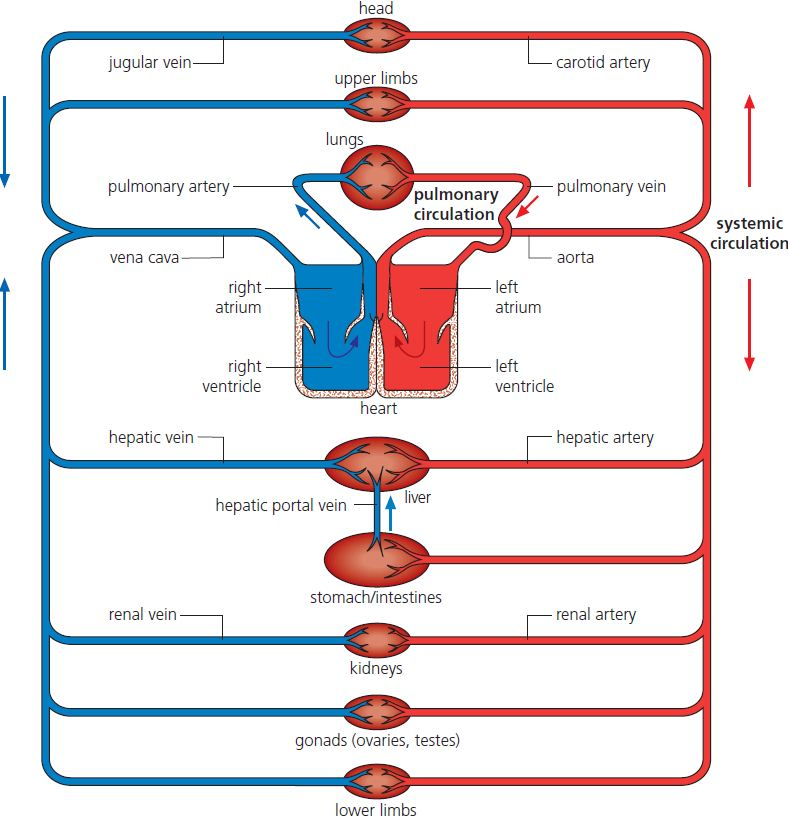 head
jugular vein
carotid artery
upper limbs
lungs
pulmonary artery
pulmonary
circulation
pulmonary vein
systemic
circulation
vena cava
aorta
right
atrium
left
atrium
right
ventricle
left
ventricle
heart
hepatic vein
hepatic artery
liver
hepatic portal vein
stomach/intestines
renal vein
renal artery
kidneys
gonads (ovaries, testes)
lower limbs